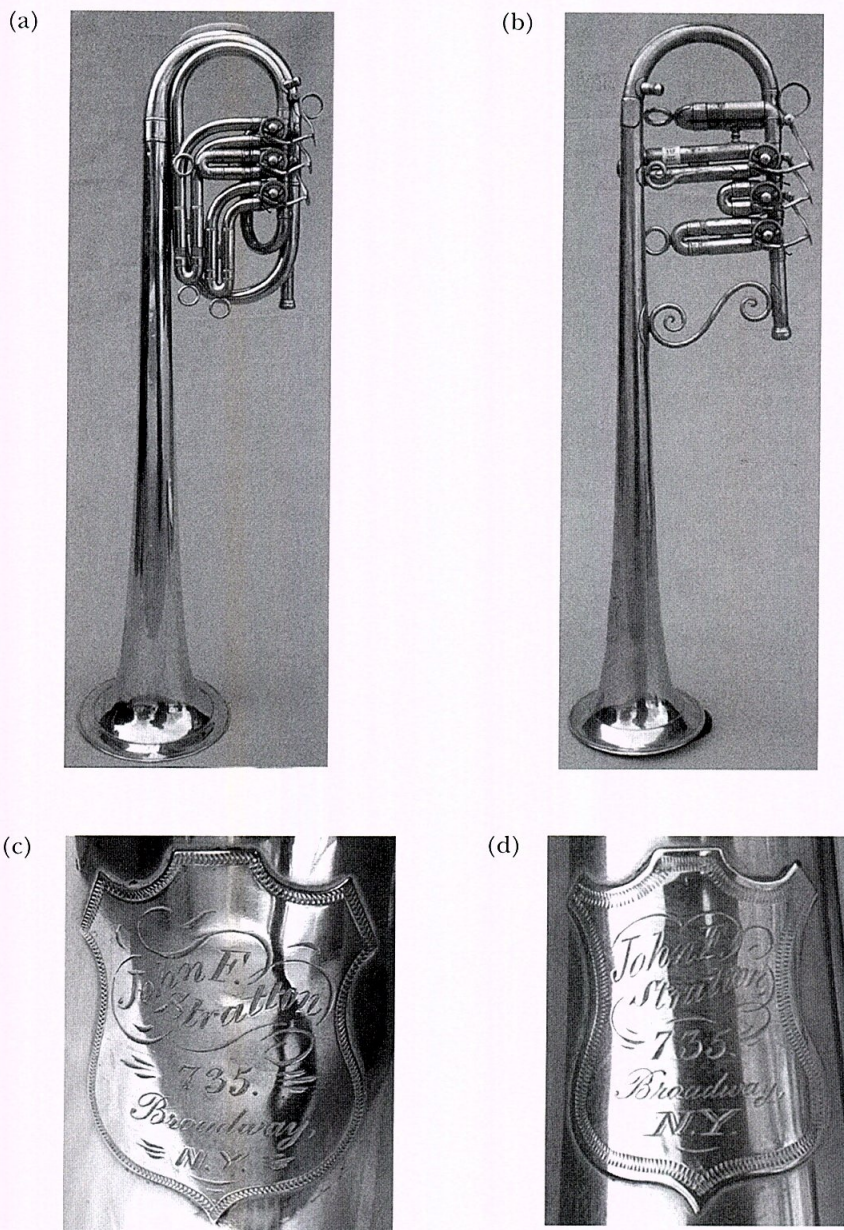 (a)
(b)
(c)
John F.
Stratton
735.
Broadway,
N.Y.
(d)
John F.
Stratton
735.
Broadway,
N.Y